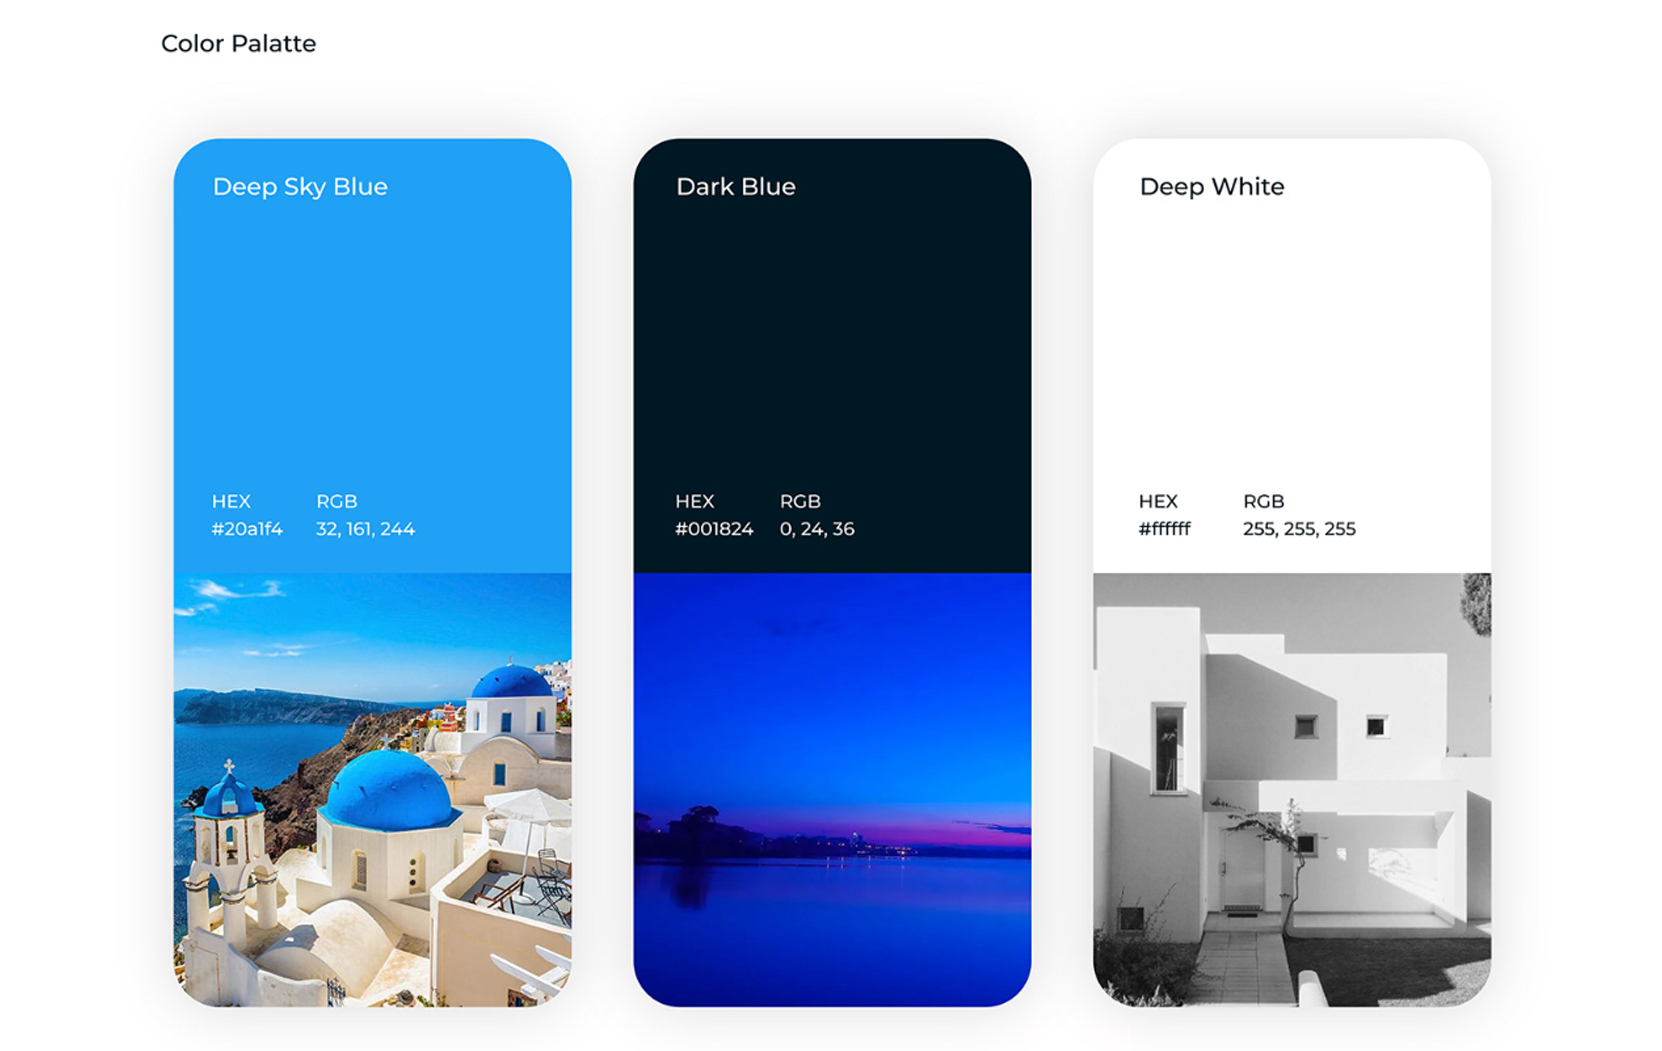 Color Palatte
Deep Sky Blue
HEX RGB
#20a1f4 32, 161, 244
Dark Blue
HEX RGB
#001824 0, 24, 36
Deep White
HEX RGB
#ffffff 255, 255, 255